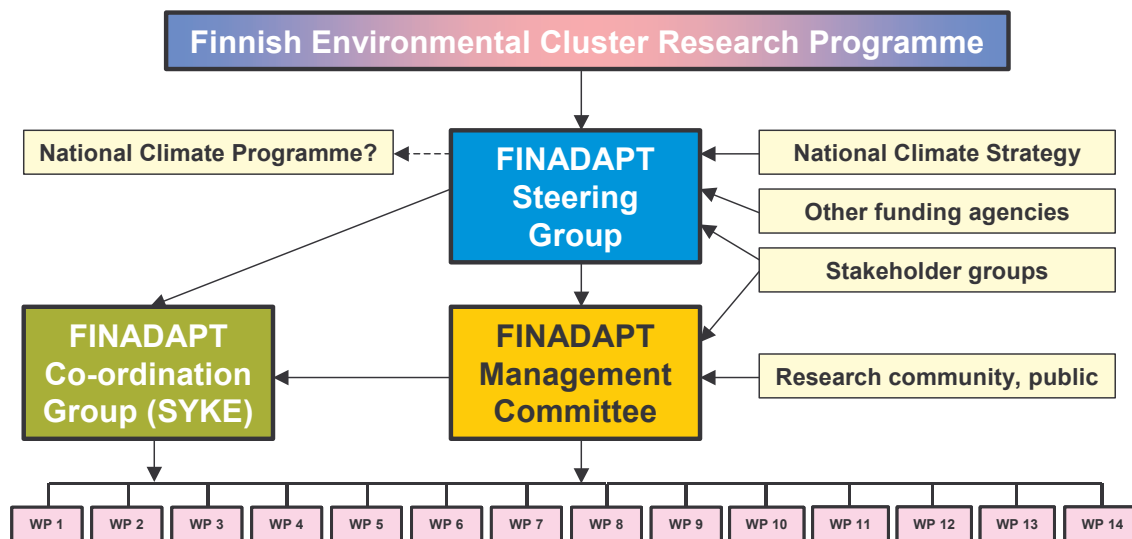 Finnish Environmental Cluster Research Programme
National Climate Programme?
FINADAPT
Steering
Group
National Climate Strategy
Other funding agencies
Stakeholder groups
FINADAPT
Co-ordination
Group (SYKE)
FINADAPT
Management
Committee
Research community, public
WP 1
WP 2
WP 3
WP 4
WP 5
WP 6
WP 7
WP 8
WP 9
WP 10
WP 11
WP 12
WP 13
WP 14